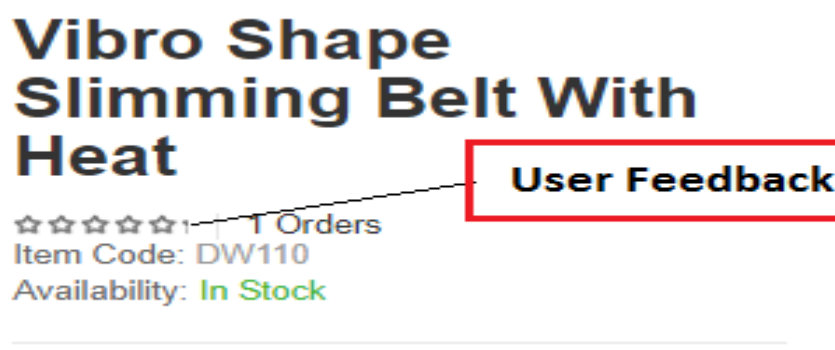 Vibro Shape
Slimming Belt With
Heat
User Feedback
1 Orders
Item Code: DW110
Availability: In Stock